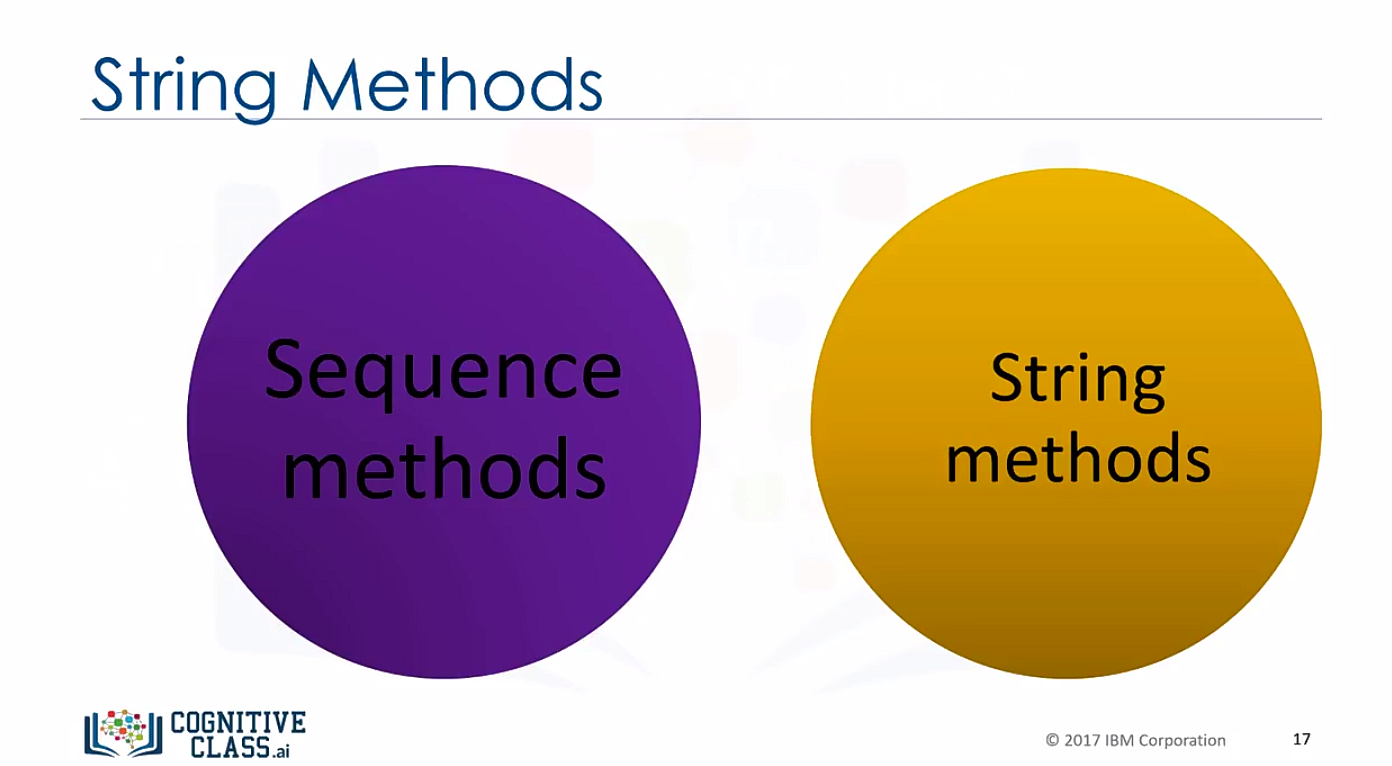 String Methods
Sequence
methods
String
methods
COGNITIVE
CLASS.ai
© 2017 IBM Corporation
17